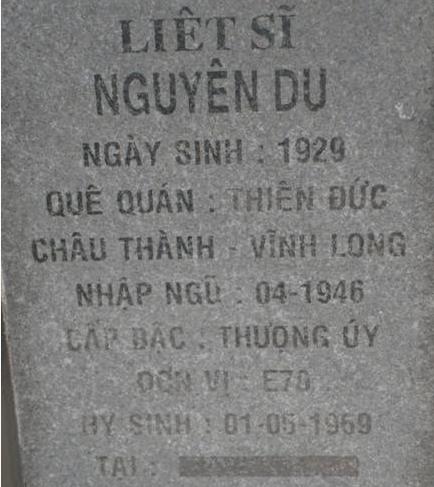 LIỆT SĨ
NGUYÊN DU
NGÀY SINH : 1929
QUÊ QUÁN : THIÊN ĐỨC
CHÂU THÀNH - VĨNH LONG
NHẬP NGŨ : 04-1946
CẤP BẬC : THƯỢNG ÚY
ĐƠN VỊ : E70
HY SINH : 01-05-1969
TẠI :